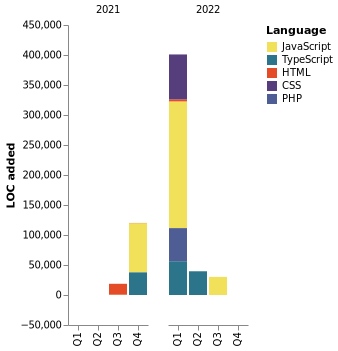 2021 2022
Language
JavaScript
TypeScript
HTML
CSS
PHP
LOC added
450,000
400,000
350,000
300,000
250,000
200,000
150,000
100,000
50,000
0
−50,000
Q1 Q2 Q3 Q4 Q1 Q2 Q3 Q4